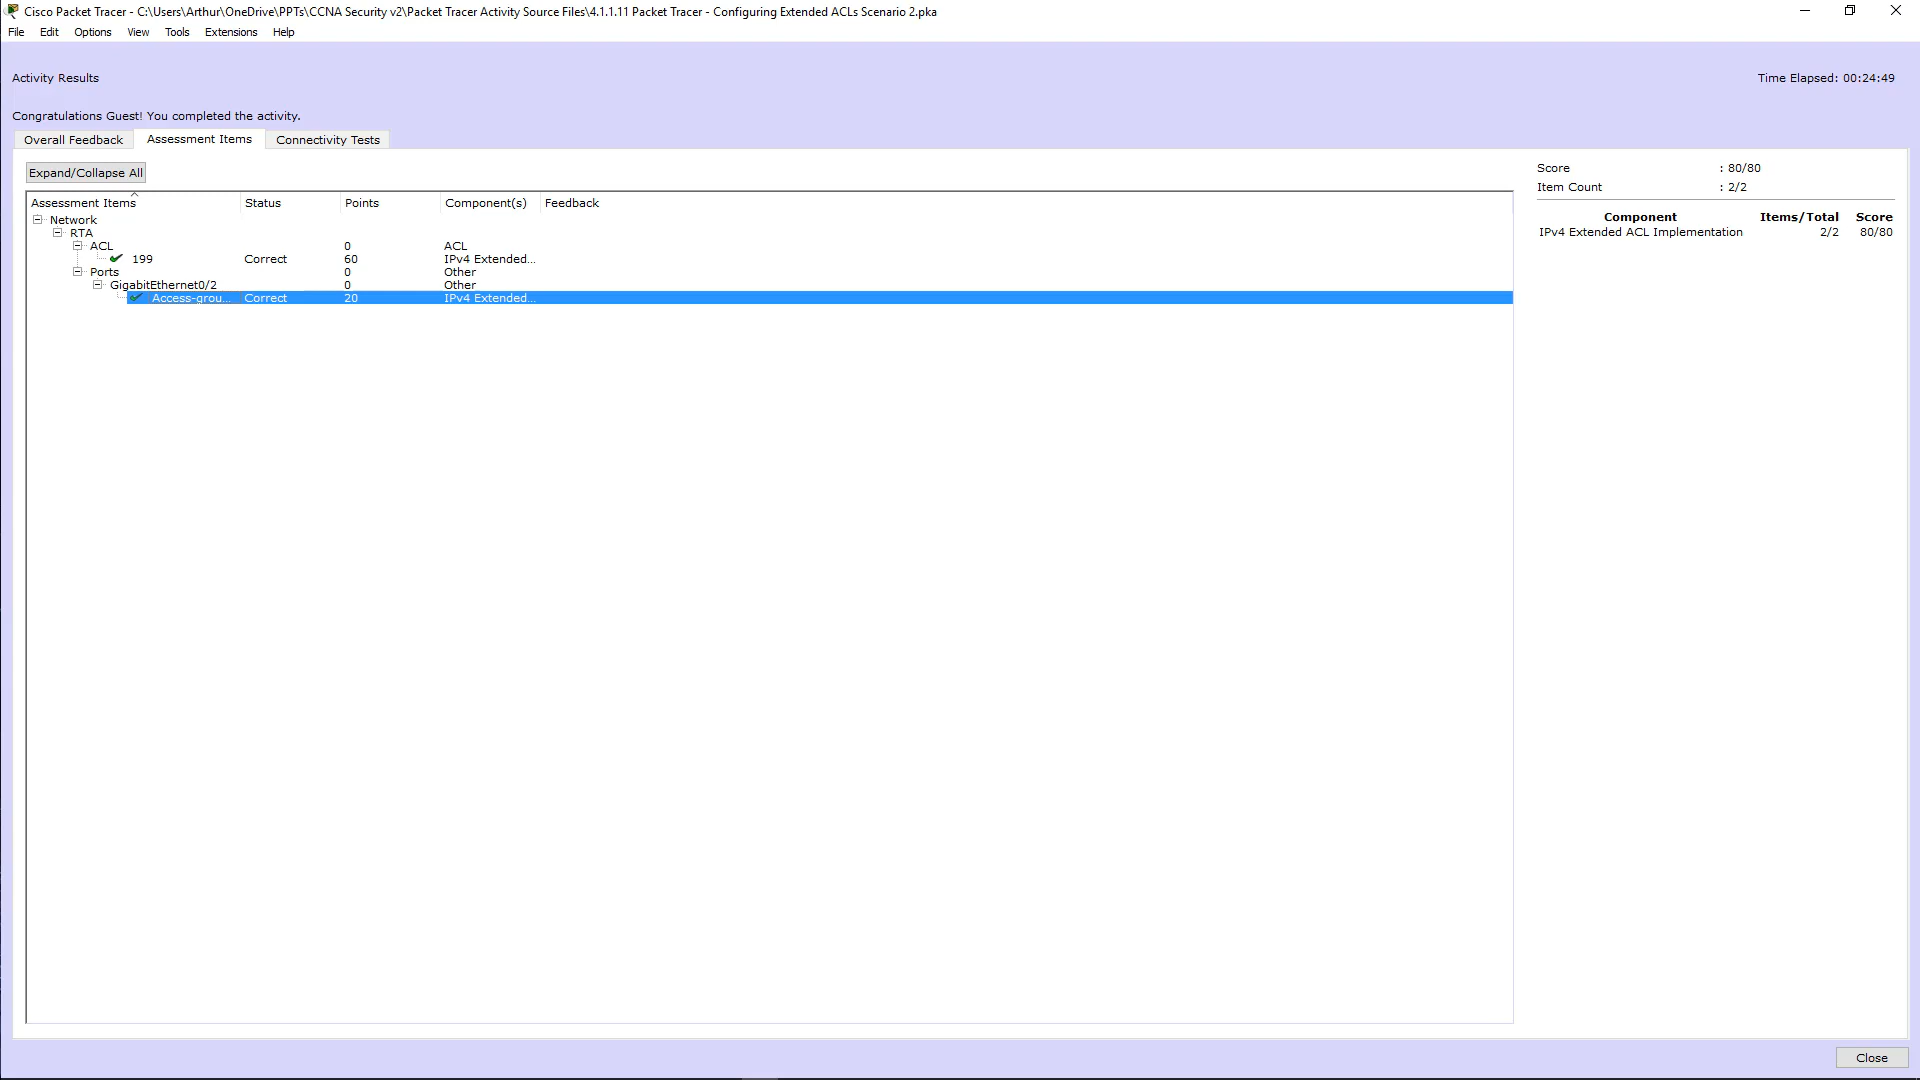 Cisco Packet Tracer - C:\Users\Arthur\OneDrive\PPTs\CCNA Security v2\Packet Tracer Activity Source Files\4.1.1.11 Packet Tracer - Configuring Extended ACLs Scenario 2.pka
File Edit Options View Tools Extensions Help
Activity Results Time Elapsed: 00:24:49
Congratulations Guest! You completed the activity.
Overall Feedback Assessment Items Connectivity Tests
Expand/Collapse All
Assessment Items Status Points Component(s) Feedback
Network
RTA
ACL 0 ACL
199 Correct 60 IPv4 Extended...
Ports 0 Other
GigabitEthernet0/2 0 Other
Access-grou... Correct 20 IPv4 Extended...
Score : 80/80
Item Count : 2/2
Component Items/Total Score
IPv4 Extended ACL Implementation 2/2 80/80
Close